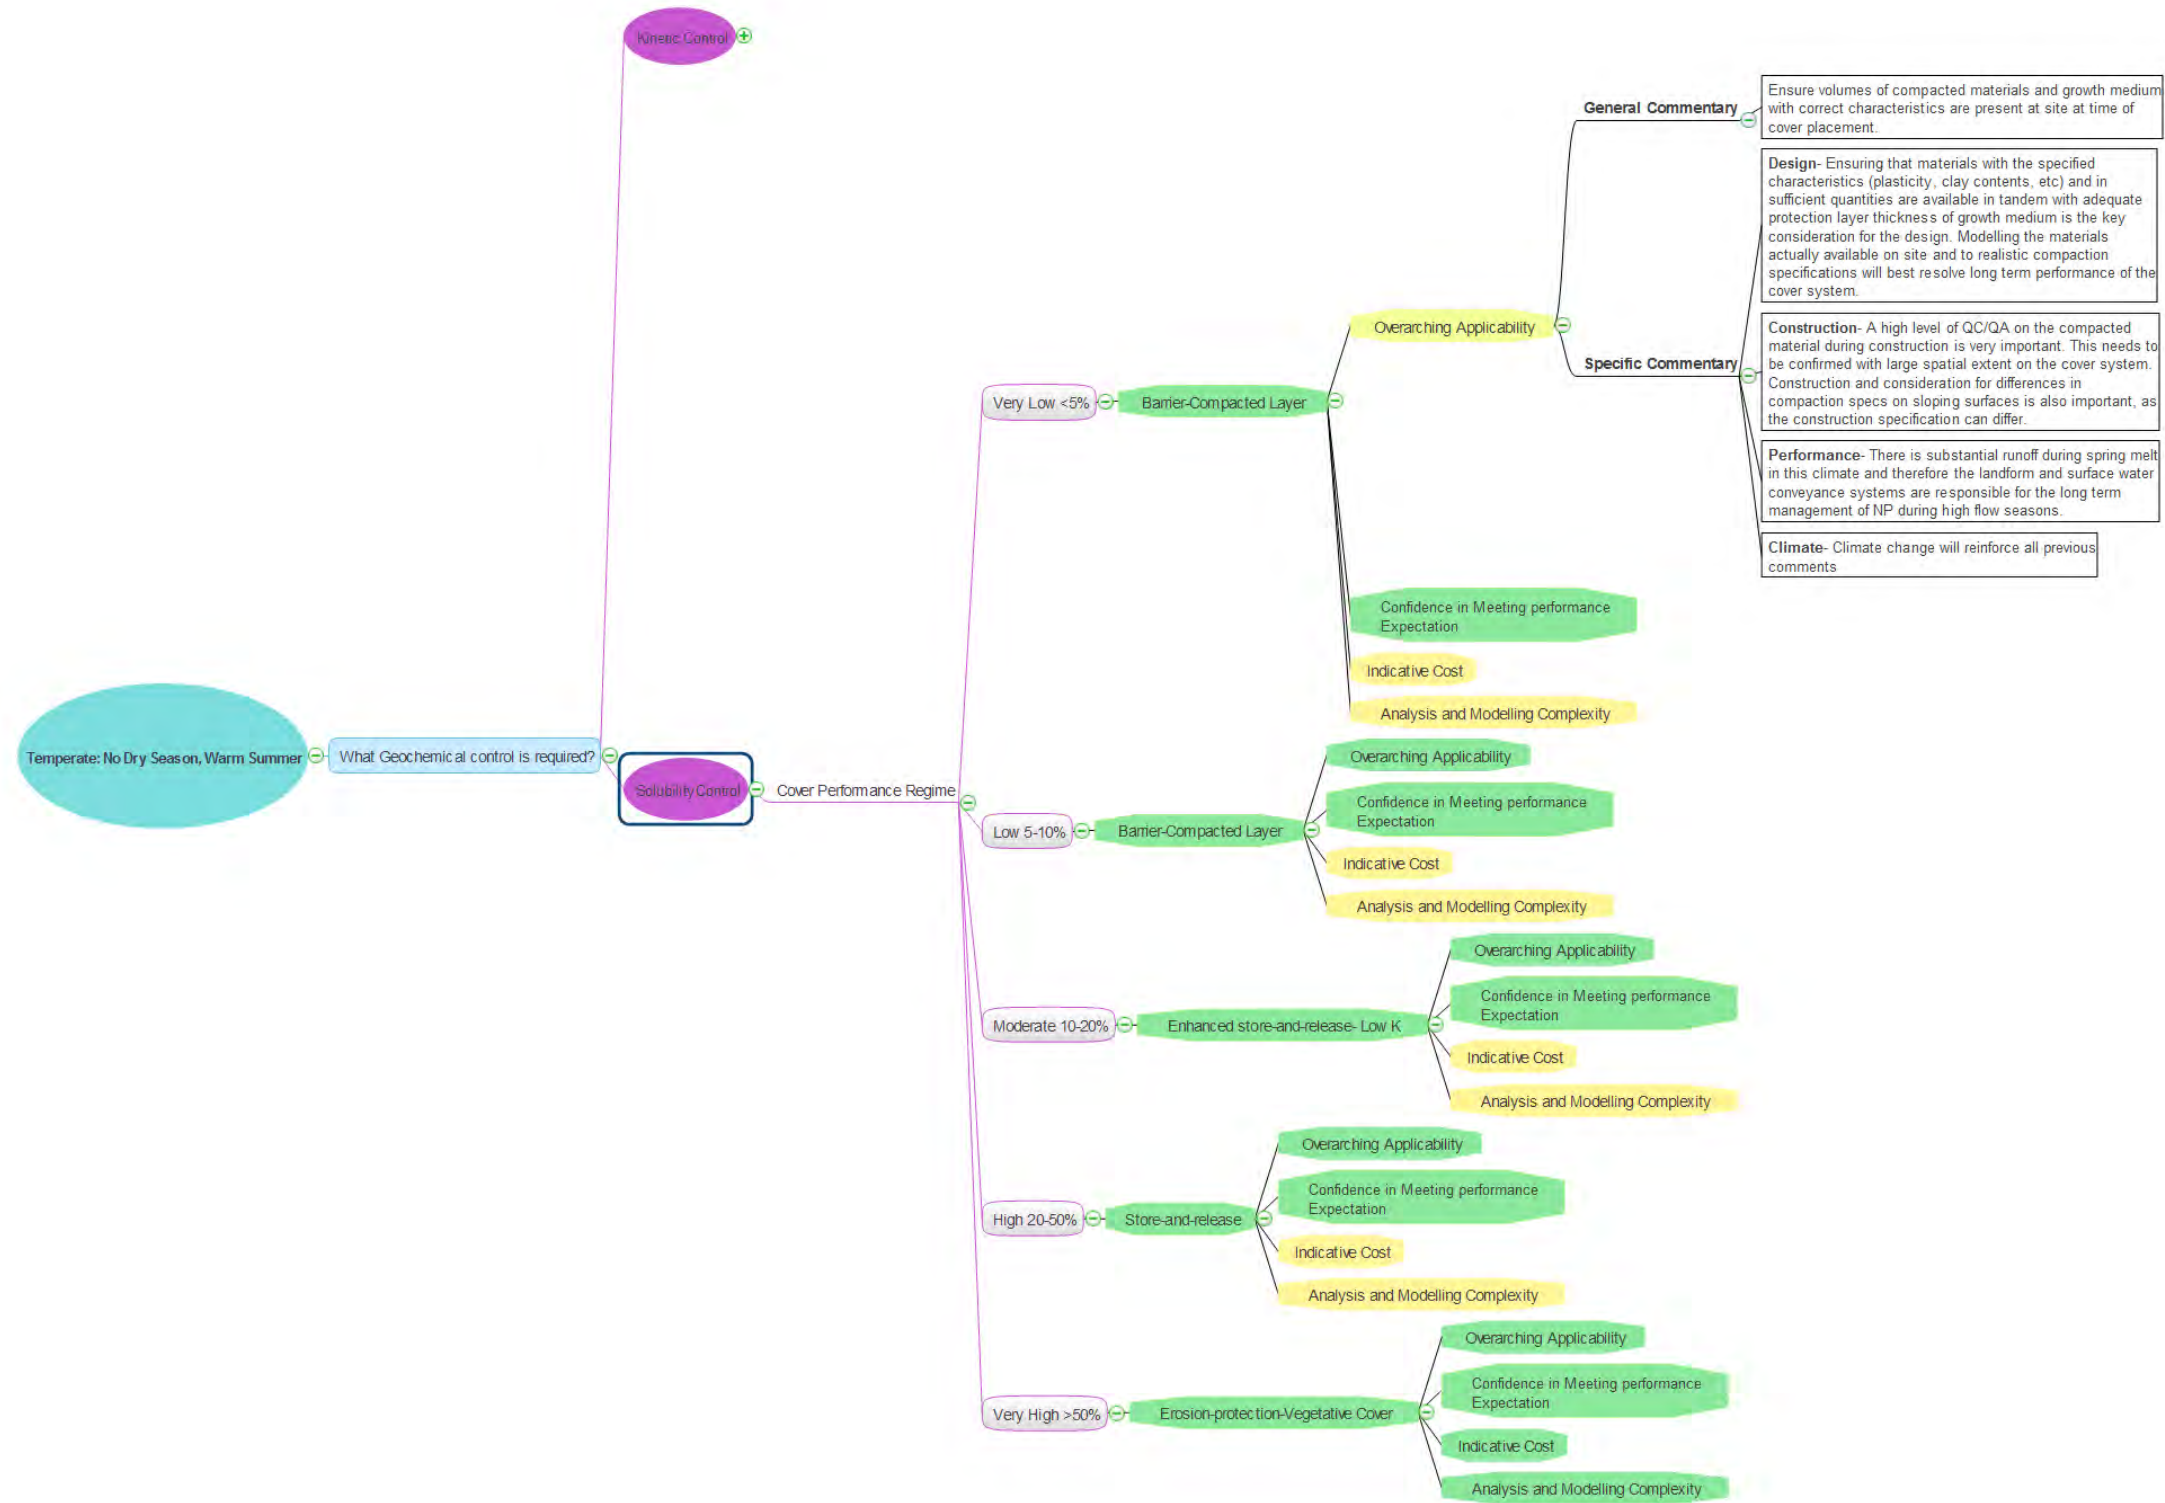 Kinetic Control
General Commentary
Ensure volumes of compacted materials and growth medium
with correct characteristics are present at site at time of
cover placement.
Design- Ensuring that materials with the specified
characteristics (plasticity, clay contents, etc) and in
sufficient quantities are available in tandem with adequate
protection layer thickness of growth medium is the key
consideration for the design. Modelling the materials
actually available on site and to realistic compaction
specifications will best resolve long term performance of the
cover system.
Overarching Applicability
Specific Commentary
Construction- A high level of QC/QA on the compacted
material during construction is very important. This needs to
be confirmed with large spatial extent on the cover system.
Construction and consideration for differences in
compaction specs on sloping surfaces is also important, as
the construction specification can differ.
Performance- There is substantial runoff during spring melt
in this climate and therefore the landform and surface water
conveyance systems are responsible for the long term
management of NP during high flow seasons.
Climate- Climate change will reinforce all previous
comments
Very Low <5%
Barrier-Compacted Layer
Confidence in Meeting performance
Expectation
Indicative Cost
Analysis and Modelling Complexity
Temperate: No Dry Season, Warm Summer
What Geochemical control is required?
Solubility Control
Cover Performance Regime
Low 5-10%
Barrier-Compacted Layer
Overarching Applicability
Confidence in Meeting performance
Expectation
Indicative Cost
Analysis and Modelling Complexity
Moderate 10-20%
Enhanced store-and-release- Low K
Overarching Applicability
Confidence in Meeting performance
Expectation
Indicative Cost
Analysis and Modelling Complexity
High 20-50%
Store-and-release
Overarching Applicability
Confidence in Meeting performance
Expectation
Indicative Cost
Analysis and Modelling Complexity
Very High >50%
Erosion-protection-Vegetative Cover
Overarching Applicability
Confidence in Meeting performance
Expectation
Indicative Cost
Analysis and Modelling Complexity